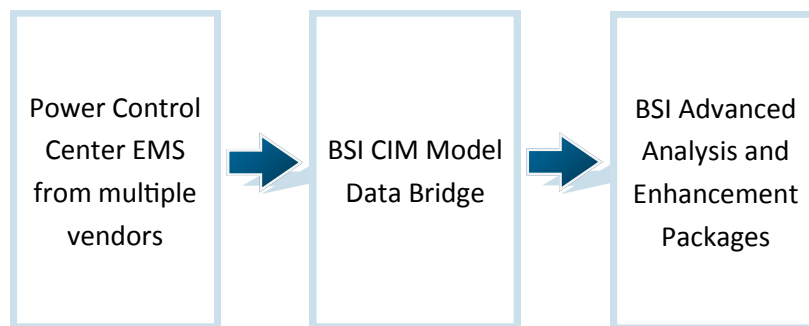 Power Control
Center EMS
from multiple
vendors
BSI CIM Model
Data Bridge
BSI Advanced
Analysis and
Enhancement
Packages